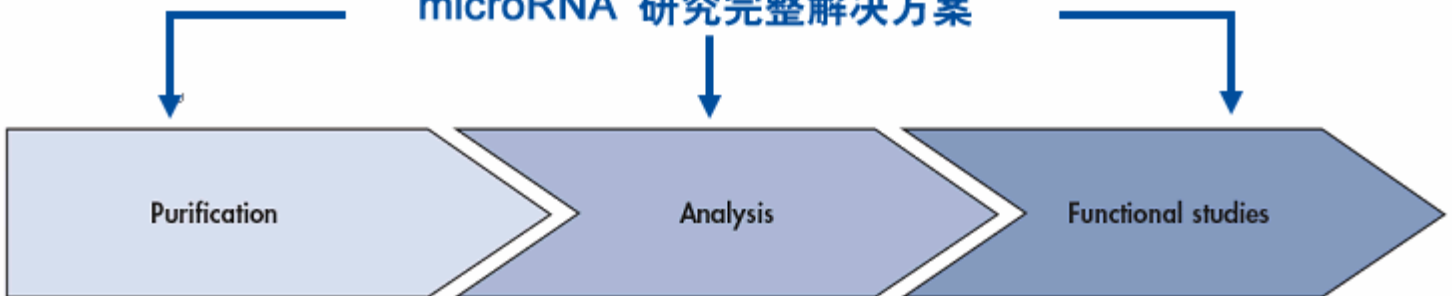 microRNA 研究完整解决方案
Purification
Analysis
Functional studies